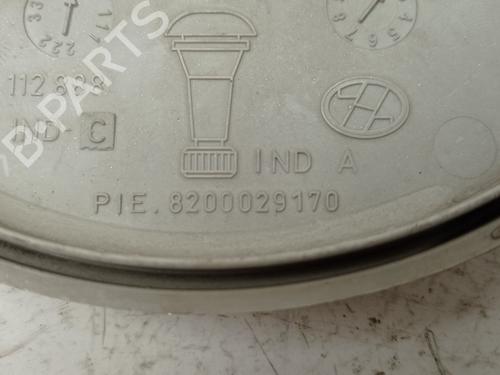 B-PARTS
112 888
IND C
IND A
PIE. 8200029170